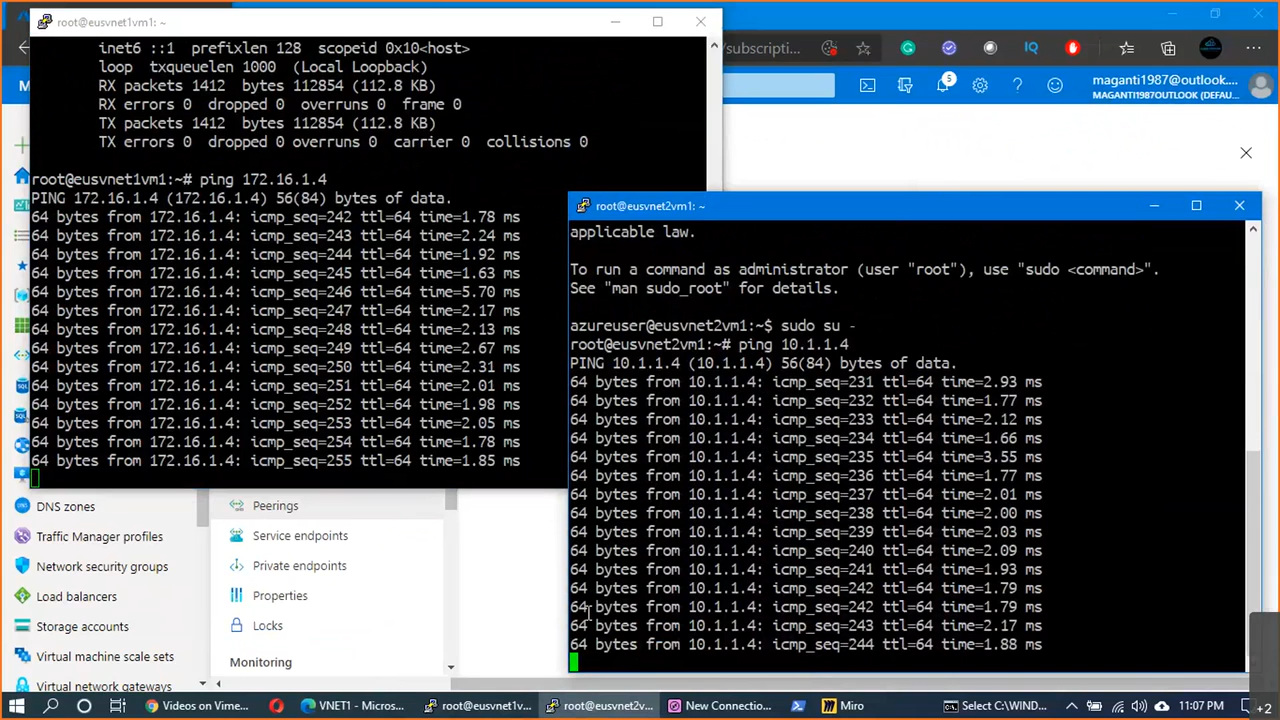 root@eusvnet1vm1: ~
inet6 ::1  prefixlen 128  scopeid 0x10<host>
loop  txqueuelen 1000  (Local Loopback)
RX packets 1412  bytes 112854 (112.8 KB)
RX errors 0  dropped 0  overruns 0  frame 0
TX packets 1412  bytes 112854 (112.8 KB)
TX errors 0  dropped 0 overruns 0  carrier 0  collisions 0
root@eusvnet1vm1:~# ping 172.16.1.4
PING 172.16.1.4 (172.16.1.4) 56(84) bytes of data.
64 bytes from 172.16.1.4: icmp_seq=242 ttl=64 time=1.78 ms
64 bytes from 172.16.1.4: icmp_seq=243 ttl=64 time=2.24 ms
64 bytes from 172.16.1.4: icmp_seq=244 ttl=64 time=1.92 ms
64 bytes from 172.16.1.4: icmp_seq=245 ttl=64 time=1.63 ms
64 bytes from 172.16.1.4: icmp_seq=246 ttl=64 time=5.70 ms
64 bytes from 172.16.1.4: icmp_seq=247 ttl=64 time=2.17 ms
64 bytes from 172.16.1.4: icmp_seq=248 ttl=64 time=2.13 ms
64 bytes from 172.16.1.4: icmp_seq=249 ttl=64 time=2.67 ms
64 bytes from 172.16.1.4: icmp_seq=250 ttl=64 time=2.31 ms
64 bytes from 172.16.1.4: icmp_seq=251 ttl=64 time=2.01 ms
64 bytes from 172.16.1.4: icmp_seq=252 ttl=64 time=1.98 ms
64 bytes from 172.16.1.4: icmp_seq=253 ttl=64 time=2.05 ms
64 bytes from 172.16.1.4: icmp_seq=254 ttl=64 time=1.78 ms
64 bytes from 172.16.1.4: icmp_seq=255 ttl=64 time=1.85 ms
/subscripti...
IQ
M
5
?
maganti1987@outlook....
MAGANTI1987OUTLOOK (DEFAU...
root@eusvnet2vm1: ~
applicable law.
To run a command as administrator (user "root"), use "sudo <command>".
See "man sudo_root" for details.
azureuser@eusvnet2vm1:~$ sudo su -
root@eusvnet2vm1:~# ping 10.1.1.4
PING 10.1.1.4 (10.1.1.4) 56(84) bytes of data.
64 bytes from 10.1.1.4: icmp_seq=231 ttl=64 time=2.93 ms
64 bytes from 10.1.1.4: icmp_seq=232 ttl=64 time=1.77 ms
64 bytes from 10.1.1.4: icmp_seq=233 ttl=64 time=2.12 ms
64 bytes from 10.1.1.4: icmp_seq=234 ttl=64 time=1.66 ms
64 bytes from 10.1.1.4: icmp_seq=235 ttl=64 time=3.55 ms
64 bytes from 10.1.1.4: icmp_seq=236 ttl=64 time=1.77 ms
64 bytes from 10.1.1.4: icmp_seq=237 ttl=64 time=2.01 ms
64 bytes from 10.1.1.4: icmp_seq=238 ttl=64 time=2.00 ms
64 bytes from 10.1.1.4: icmp_seq=239 ttl=64 time=2.03 ms
64 bytes from 10.1.1.4: icmp_seq=240 ttl=64 time=2.09 ms
64 bytes from 10.1.1.4: icmp_seq=241 ttl=64 time=1.93 ms
64 bytes from 10.1.1.4: icmp_seq=242 ttl=64 time=1.79 ms
64 bytes from 10.1.1.4: icmp_seq=242 ttl=64 time=1.79 ms
64 bytes from 10.1.1.4: icmp_seq=243 ttl=64 time=2.17 ms
64 bytes from 10.1.1.4: icmp_seq=244 ttl=64 time=1.88 ms
DNS zones
Traffic Manager profiles
Network security groups
Load balancers
Storage accounts
Virtual machine scale sets
Virtual network gateways
Peerings
Service endpoints
Private endpoints
Properties
Locks
Monitoring
Videos on Vime...
VNET1 - Micros...
root@eusvnet1v...
root@eusvnet2v...
New Connectio...
Miro
Select C:\WIND...
11:07 PM
+2